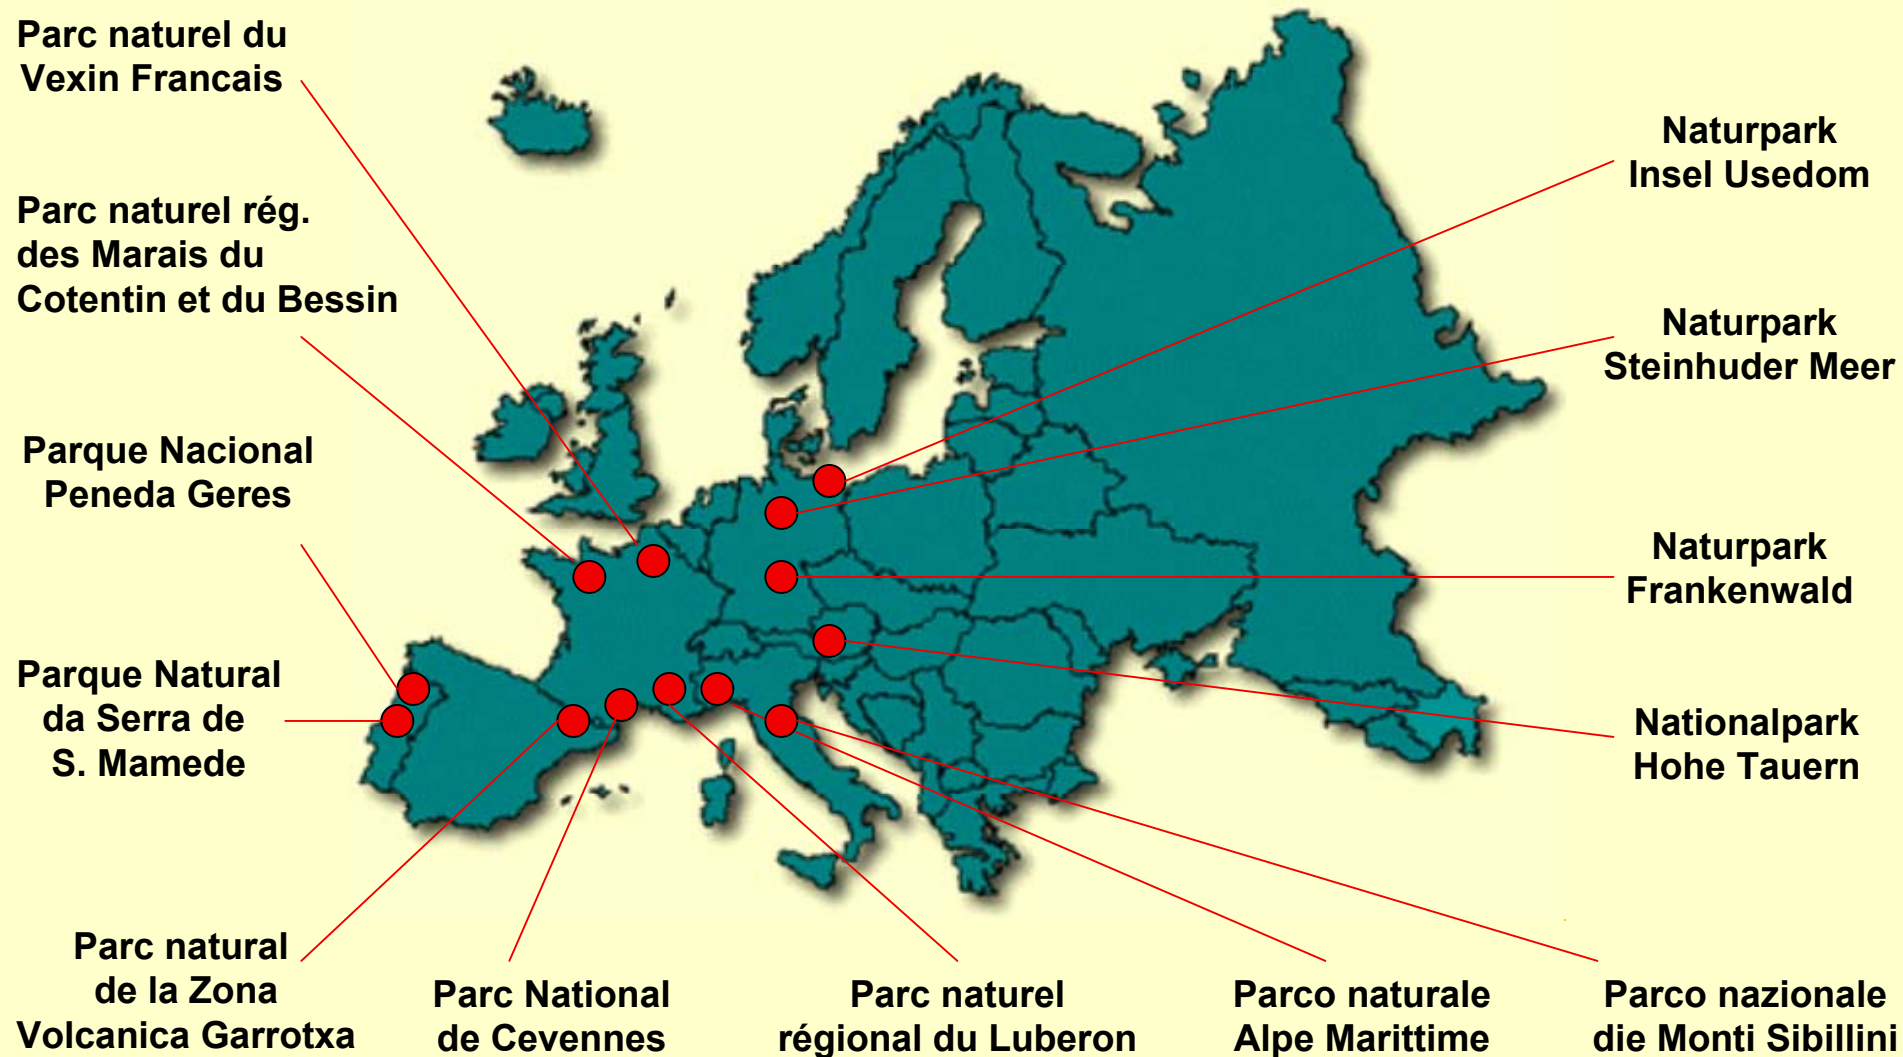 Parc naturel du
Vexin Francais
Parc naturel rég.
des Marais du
Cotentin et du Bessin
Parque Nacional
Peneda Geres
Parque Natural
da Serra de
S. Mamede
Parc natural
de la Zona
Volcanica Garrotxa
Parc National
de Cevennes
Parc naturel
régional du Luberon
Parco naturale
Alpe Marittime
Parco nazionale
die Monti Sibillini
Naturpark
Insel Usedom
Naturpark
Steinhuder Meer
Naturpark
Frankenwald
Nationalpark
Hohe Tauern